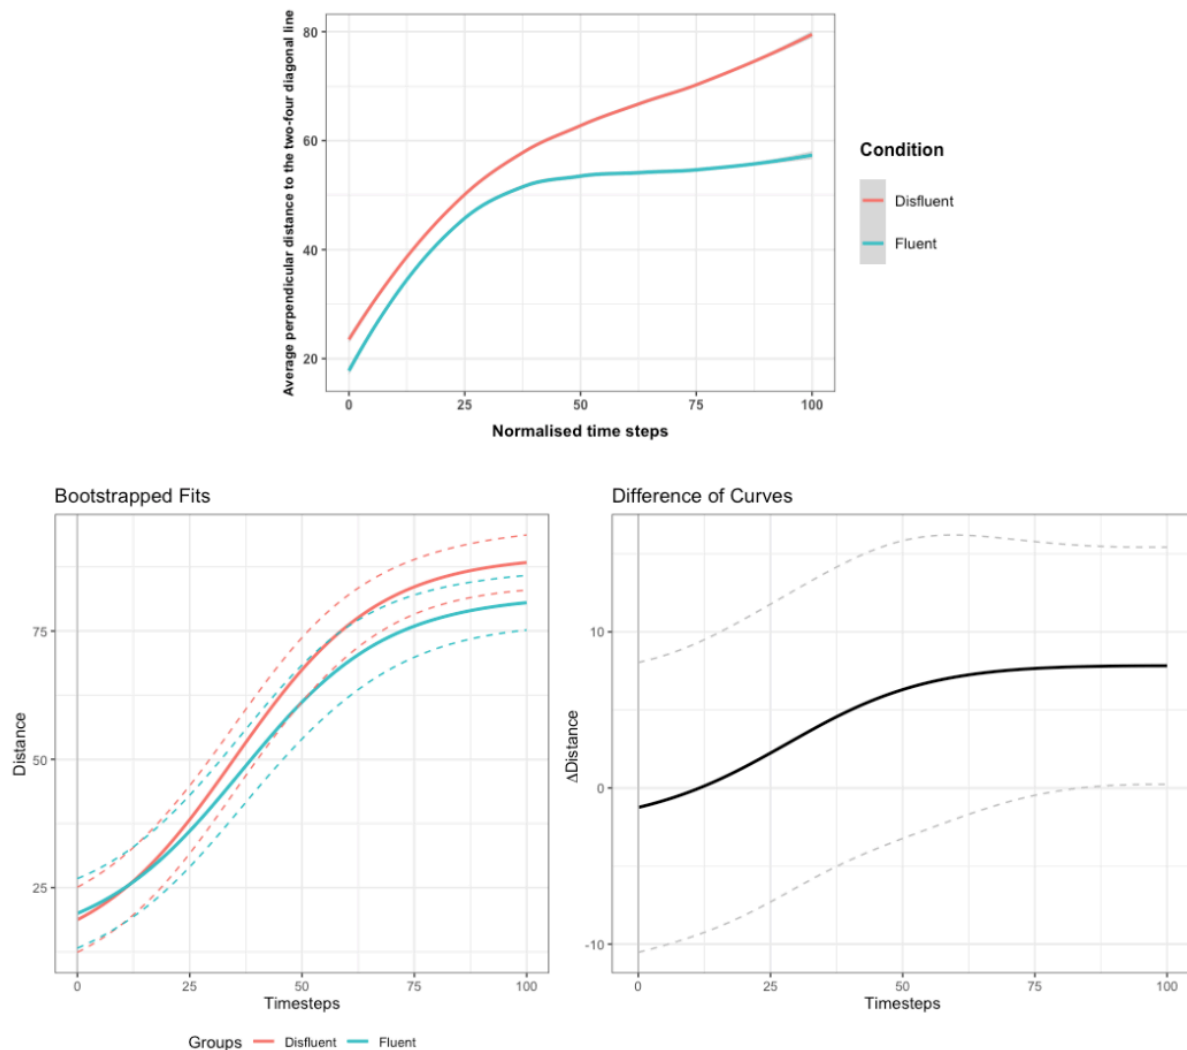 Average perpendicular distance to the two-four diagonal line
80
60
40
20
0 25 50 75 100
Normalised time steps
Condition
Disfluent
Fluent
Bootstrapped Fits
Distance
75
50
25
0 25 50 75 100
Timesteps
Groups Disfluent Fluent
Difference of Curves
ΔDistance
10
0
-10
0 25 50 75 100
Timesteps